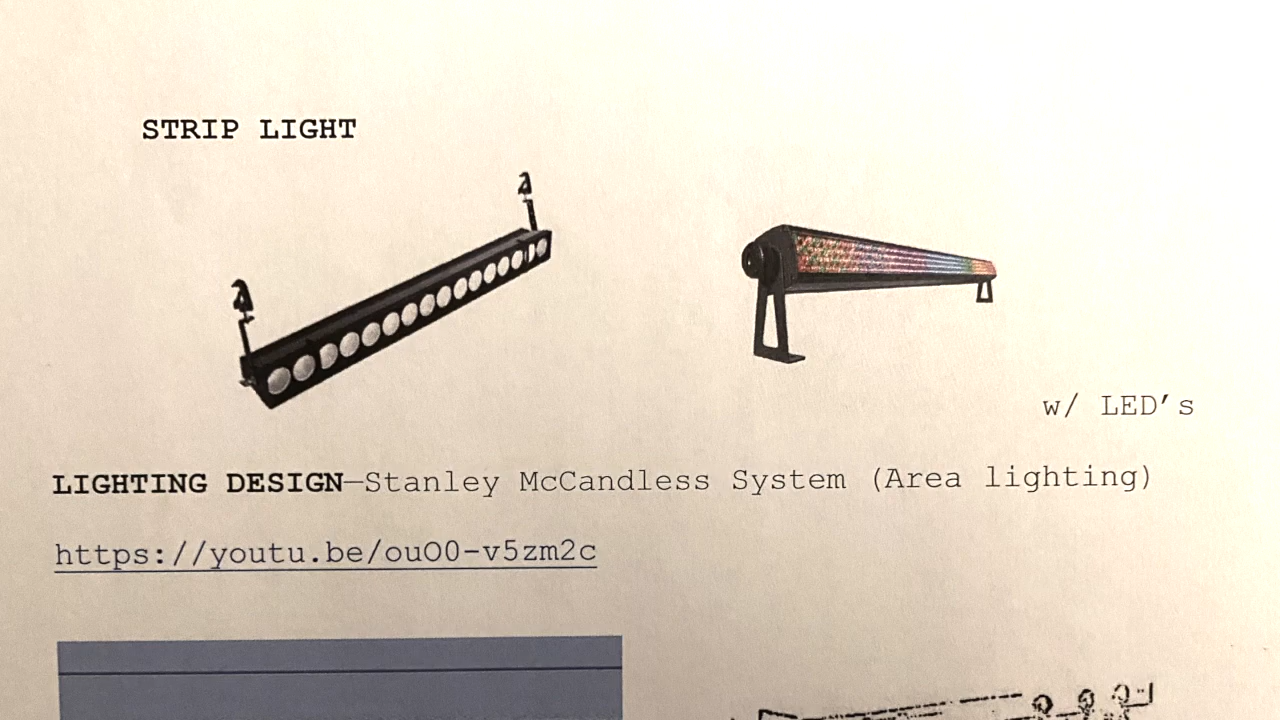 STRIP LIGHT
w/ LED’s
LIGHTING DESIGN—Stanley McCandless System (Area lighting)
https://youtu.be/ouO0-v5zm2c